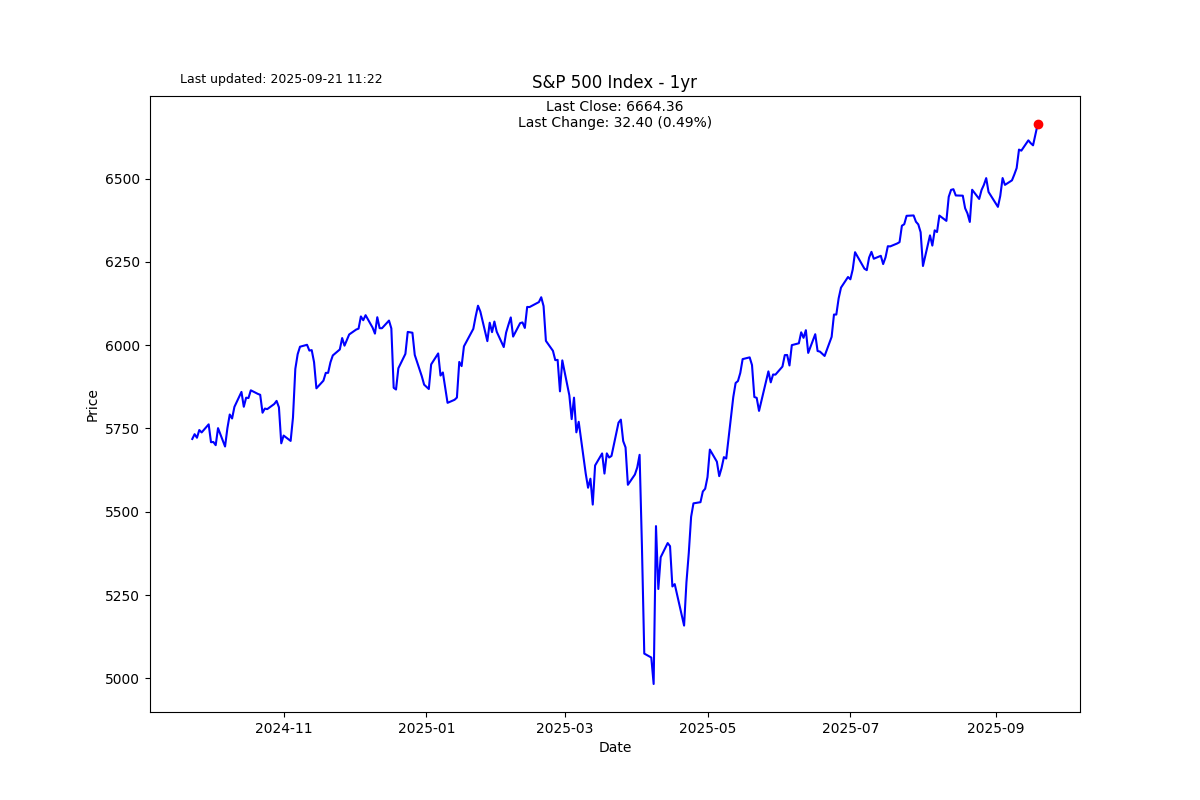 Last updated: 2025-09-21 11:22
S&P 500 Index - 1yr
Last Close: 6664.36
Last Change: 32.40 (0.49%)
6500
6250
6000
5750
5500
5250
5000
Price
2024-11
2025-01
2025-03
2025-05
2025-07
2025-09
Date